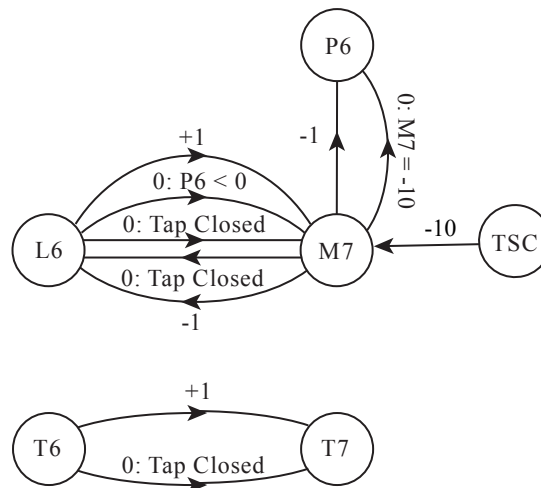 P6
-1
0: M7 = -10
+1
0: P6 < 0
0: Tap Closed
L6
M7
-10
TSC
0: Tap Closed
-1
+1
T6
T7
0: Tap Closed